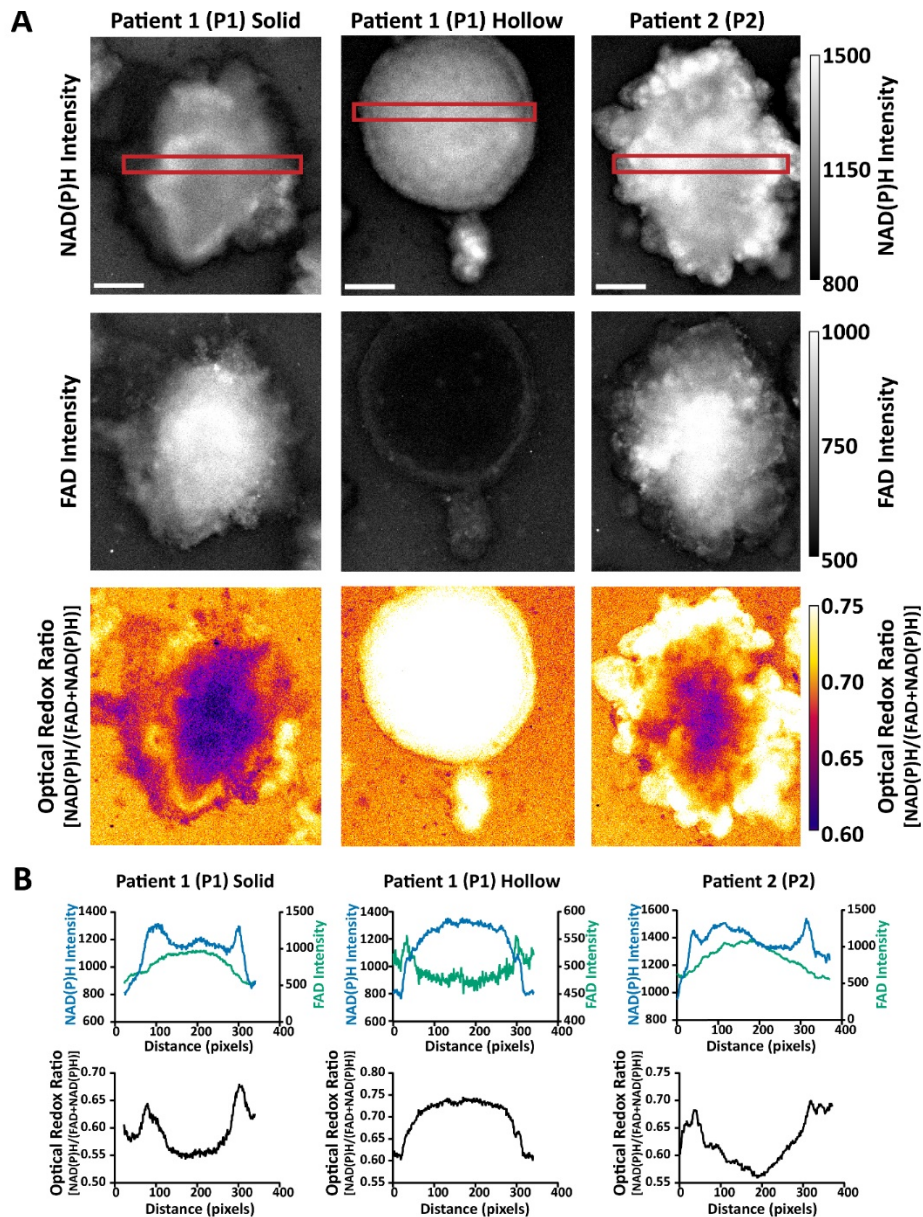 A
Patient 1 (P1) Solid
Patient 1 (P1) Hollow
Patient 2 (P2)
NAD(P)H Intensity
1500
1150
800
NAD(P)H Intensity
FAD Intensity
1000
750
500
FAD Intensity
Optical Redox Ratio
[NAD(P)H/(FAD+NAD(P)H)]
0.75
0.70
0.65
0.60
Optical Redox Ratio
[NAD(P)H/(FAD+NAD(P)H)]
B
Patient 1 (P1) Solid
Patient 1 (P1) Hollow
Patient 2 (P2)
NAD(P)H Intensity
1400
1200
1000
800
600
1500
1000
500
0
FAD Intensity
0 100 200 300 400
Distance (pixels)
NAD(P)H Intensity
1400
1200
1000
800
600
600
550
500
450
400
FAD Intensity
0 100 200 300 400
Distance (pixels)
NAD(P)H Intensity
1600
1400
1200
1000
800
1500
1000
500
0
FAD Intensity
0 100 200 300 400
Distance (pixels)
Optical Redox Ratio
[NAD(P)H/(FAD+NAD(P)H)]
0.70
0.65
0.60
0.55
0.50
0 100 200 300 400
Distance (pixels)
Optical Redox Ratio
[NAD(P)H/(FAD+NAD(P)H)]
0.80
0.75
0.70
0.65
0.60
0.55
0 100 200 300 400
Distance (pixels)
Optical Redox Ratio
[NAD(P)H/(FAD+NAD(P)H)]
0.75
0.70
0.65
0.60
0.55
0 100 200 300 400
Distance (pixels)